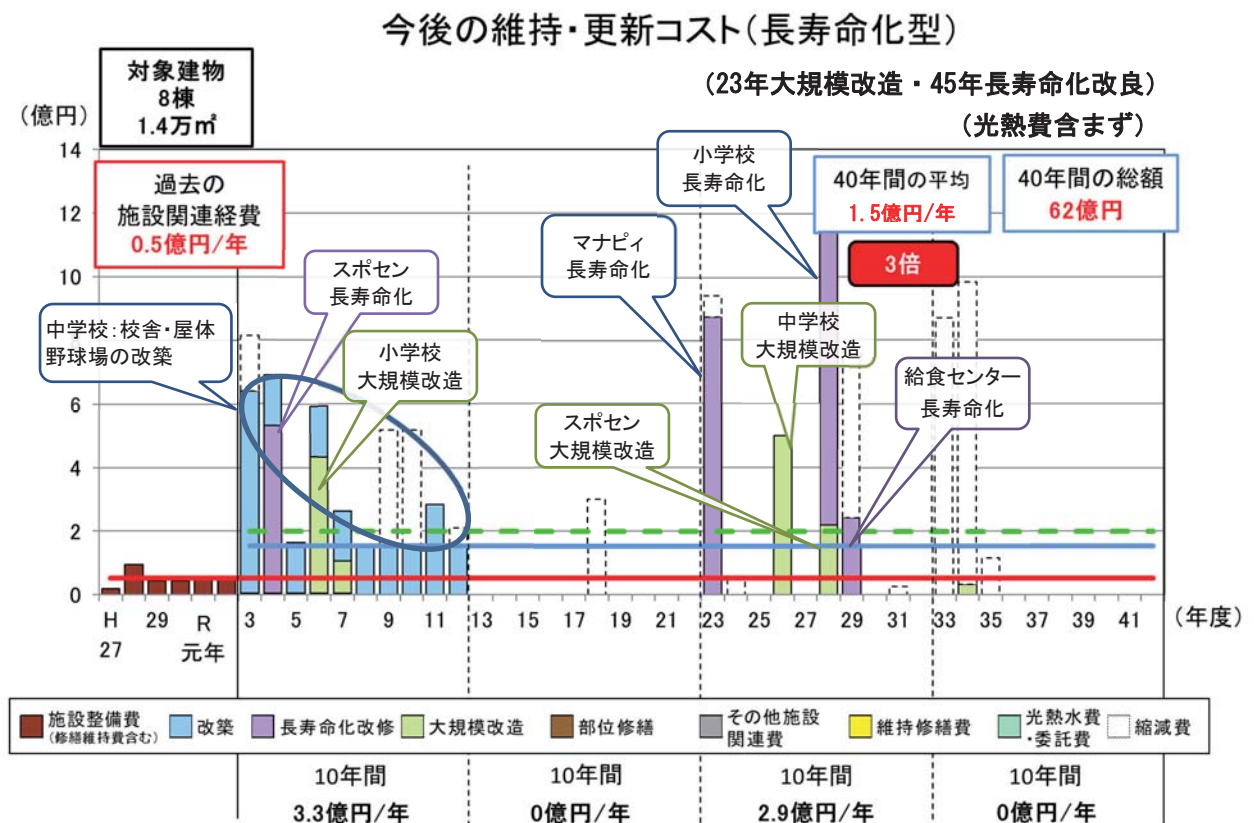 今後の維持・更新コスト(長寿命化型)
対象建物
8棟
1.4万㎡
(23年大規模改造・45年長寿命化改良)
(光熱費含まず)
(億円)
14
12
10
6
4
2
0
過去の
施設関連経費
0.5億円/年
中学校:校舎・屋体
野球場の改築
スポセン
長寿命化
小学校
大規模改造
マナピィ
長寿命化
小学校
長寿命化
40年間の平均
1.5億円/年
40年間の総額
62億円
3倍
中学校
大規模改造
スポセン
大規模改造
給食センター
長寿命化
H 29 R 3 5 7 9 11 13 15 17 19 21 23 25 27 29 31 33 35 37 39 41 (年度)
27 元年
施設整備費
(修繕維持費含む)
改築
長寿命化改修
大規模改造
部位修繕
その他施設
関連費
維持修繕費
光熱水費
・委託費
縮減費
10年間 10年間 10年間 10年間
3.3億円/年 0億円/年 2.9億円/年 0億円/年